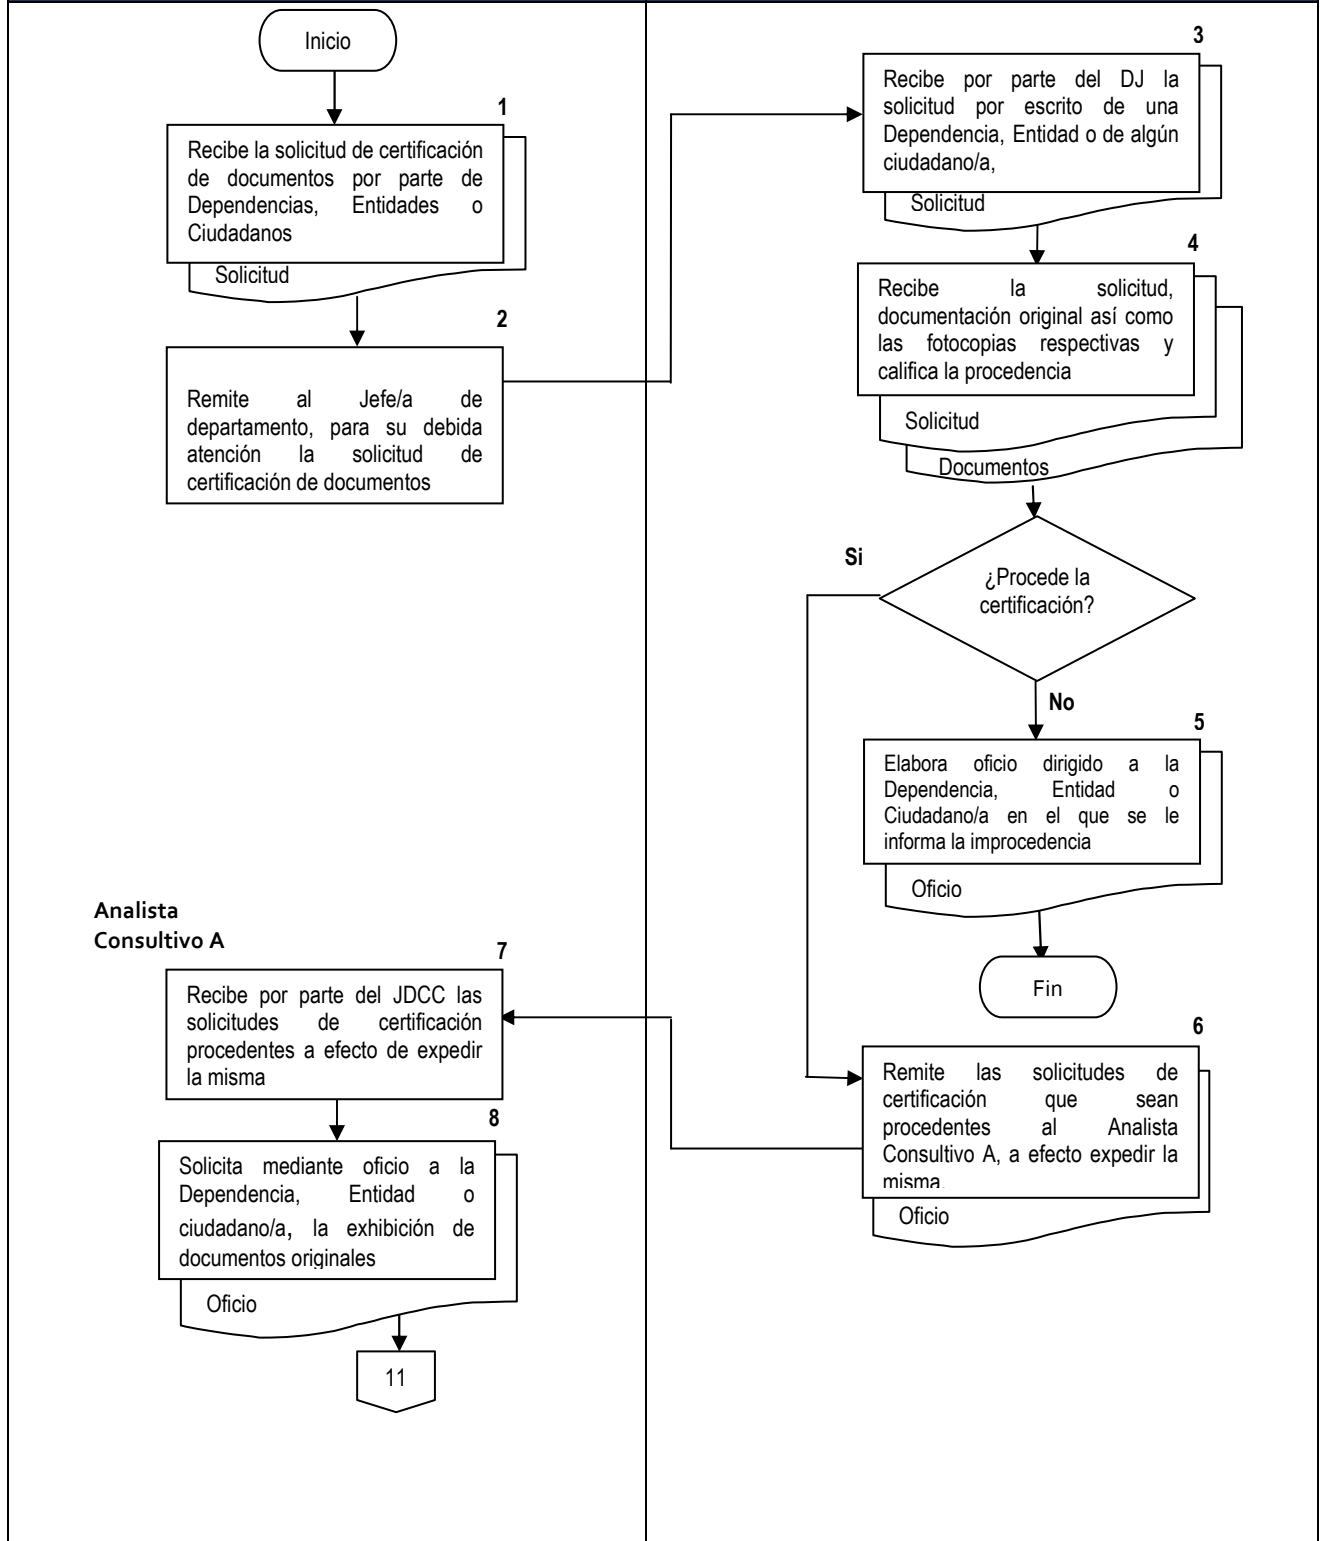 Inicio
1
Recibe la solicitud de certificación
de documentos por parte de
Dependencias, Entidades o
Ciudadanos
Solicitud
2
Remite al Jefe/a de
departamento, para su debida
atención la solicitud de
certificación de documentos
3
Recibe por parte del DJ la
solicitud por escrito de una
Dependencia, Entidad o de algún
ciudadano/a,
Solicitud
4
Recibe la solicitud,
documentación original así como
las fotocopias respectivas y
califica la procedencia
Solicitud
Documentos
¿Procede la
certificación?
Si
No
5
Elabora oficio dirigido a la
Dependencia, Entidad o
Ciudadano/a en el que se le
informa la improcedencia
Oficio
Fin
6
Remite las solicitudes de
certificación que sean
procedentes al Analista
Consultivo A, a efecto expedir la
misma.
Oficio
Analista
Consultivo A
7
Recibe por parte del JDCC las
solicitudes de certificación
procedentes a efecto de expedir
la misma
8
Solicita mediante oficio a la
Dependencia, Entidad o
ciudadano/a, la exhibición de
documentos originales
Oficio
11